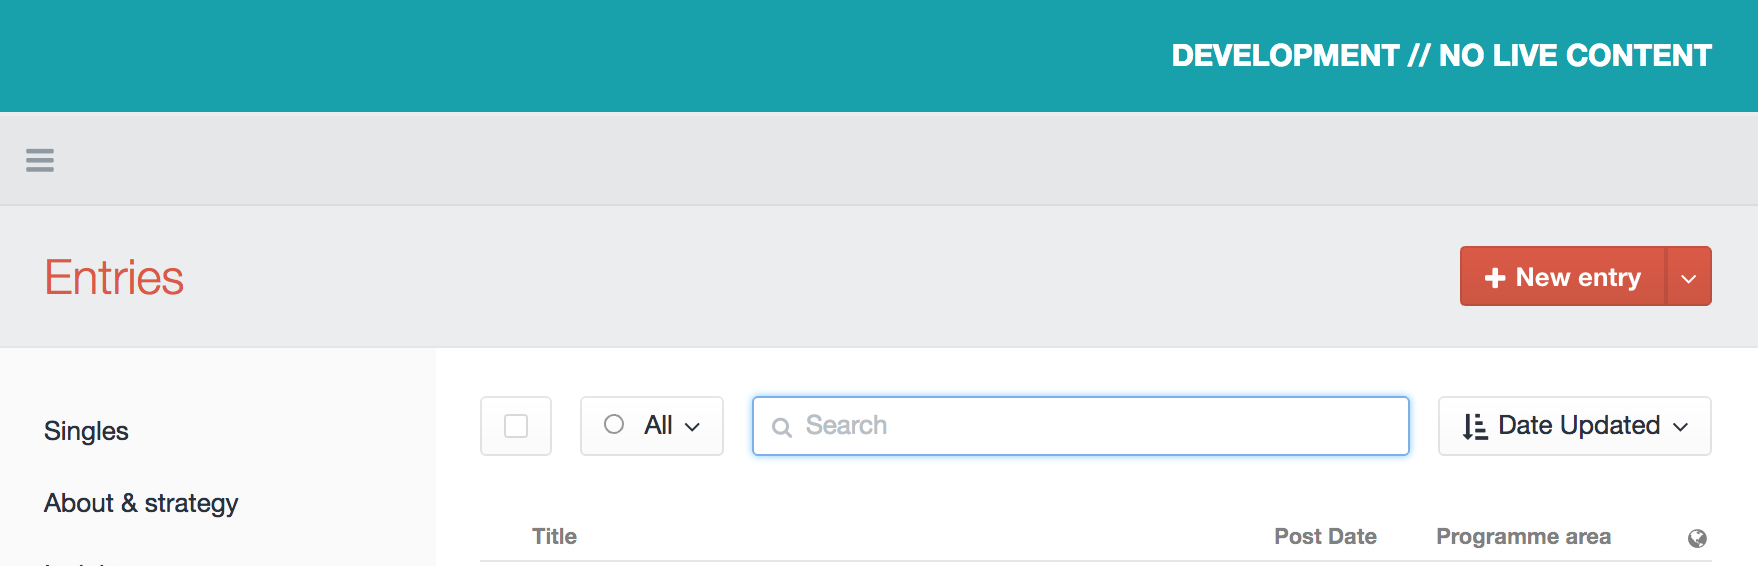 DEVELOPMENT // NO LIVE CONTENT
Entries
New entry
Singles
All
Search
Date Updated
About & strategy
Title
Post Date
Programme area